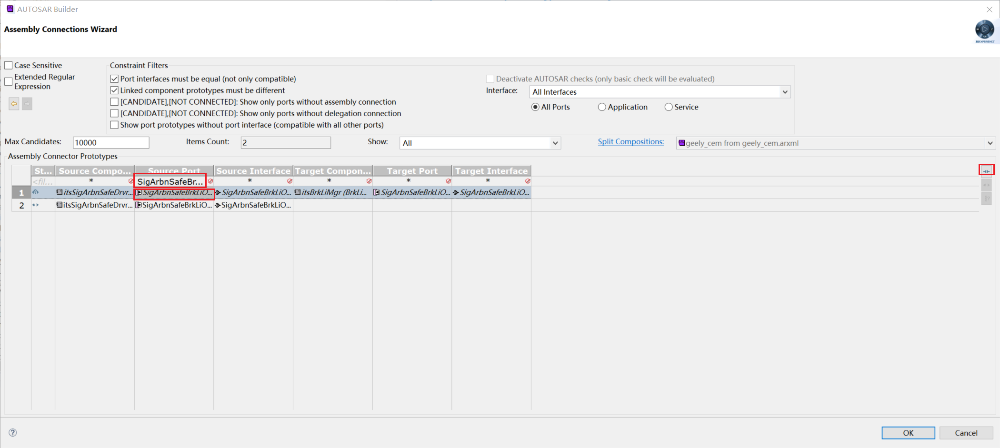 AUTOSAR Builder
Assembly Connections Wizard
3DEXPERIENCE
Case Sensitive
Extended Regular
Expression
Constraint Filters
Port interfaces must be equal (not only compatible)
Linked component prototypes must be different
[CANDIDATE],[NOT CONNECTED]: Show only ports without assembly connection
[CANDIDATE],[NOT CONNECTED]: Show only ports without delegation connection
Show port prototypes without port interface (compatible with all other ports)
Deactivate AUTOSAR checks (only basic check will be evaluated)
Interface: All Interfaces
All Ports Application Service
Max Candidates: 10000 Items Count: 2 Show: All Split Compositions: geely_cem from geely_cem.arxml
Assembly Connector Prototypes
St... Source Compo... Source Port Source Interface Target Compon... Target Port Target Interface
<fil... * SigArbnSafeBr... * * * *
1 itsSigArbnSafeDrvr... SigArbnSafeBrkLiO... SigArbnSafeBrkLiO... itsBrkLiMgr (BrkLi... SigArbnSafeBrkLiO... SigArbnSafeBrkLiO...
2 itsSigArbnSafeDrvr... SigArbnSafeBrkLiO... SigArbnSafeBrkLiO...
OK Cancel